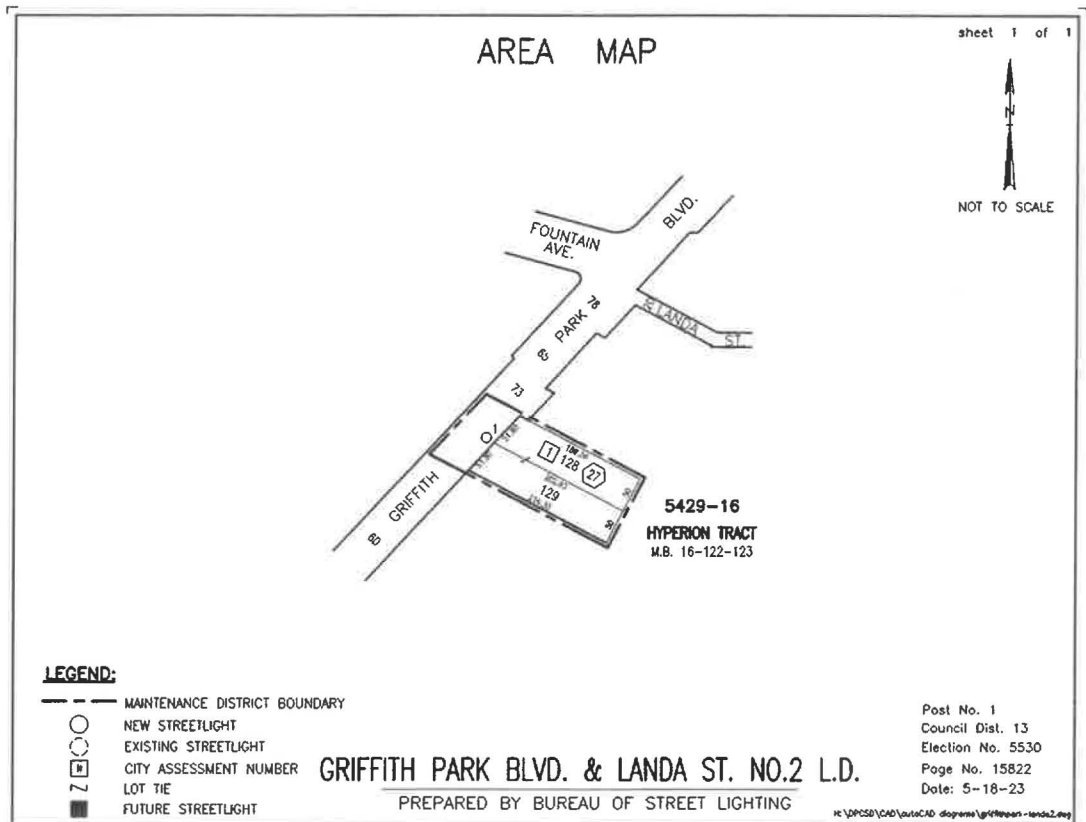 sheet 1 of 1
AREA MAP
N
NOT TO SCALE
FOUNTAIN
AVE.
BLVD.
& LANDA
ST.
78
PARK
63
73
1
GRIFFITH
60
1
128
27
50
129
50
5429-16
HYPERION TRACT
M.B. 16-122-123
LEGEND:
MAINTENANCE DISTRICT BOUNDARY
NEW STREETLIGHT
EXISTING STREETLIGHT
# CITY ASSESSMENT NUMBER
LOT TIE
FUTURE STREETLIGHT
GRIFFITH PARK BLVD. & LANDA ST. NO.2 L.D.
PREPARED BY BUREAU OF STREET LIGHTING
Post No. 1
Council Dist. 13
Election No. 5530
Page No. 15822
Date: 5-18-23